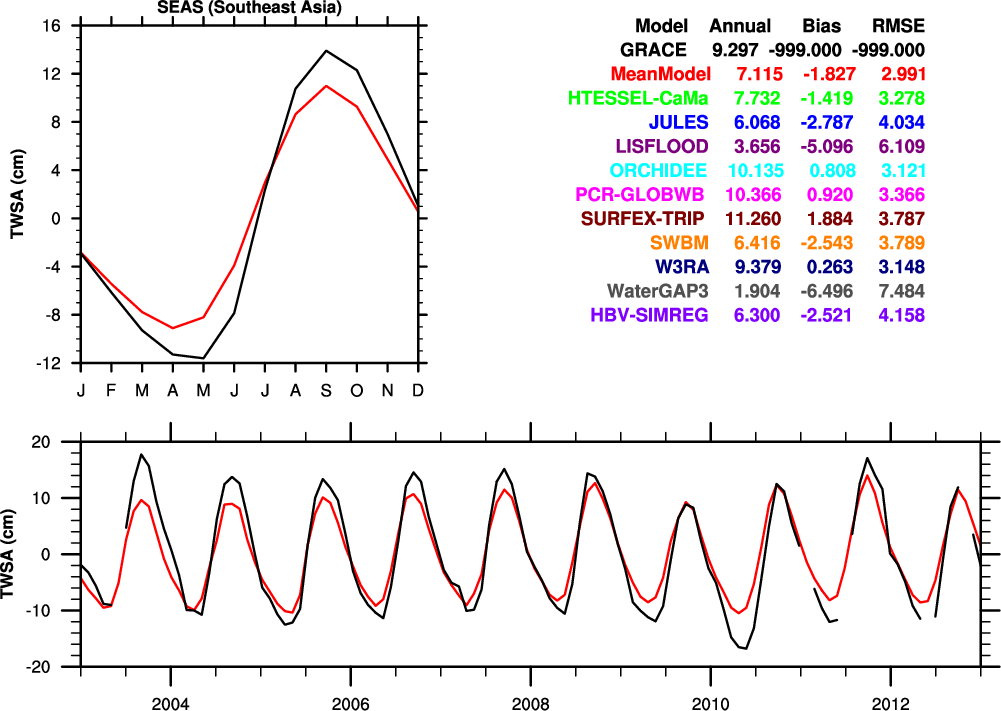 SEAS (Southeast Asia)
16
12
8
4
0
-4
-8
-12
TWSA (cm)
J F M A M J J A S O N D
Model Annual Bias RMSE
GRACE 9.297 -999.000 -999.000
MeanModel 7.115 -1.827 2.991
HTESSEL-CaMa 7.732 -1.419 3.278
JULES 6.068 -2.787 4.034
LISFLOOD 3.656 -5.096 6.109
ORCHIDEE 10.135 0.808 3.121
PCR-GLOBWB 10.366 0.920 3.366
SURFEX-TRIP 11.260 1.884 3.787
SWBM 6.416 -2.543 3.789
W3RA 9.379 0.263 3.148
WaterGAP3 1.904 -6.496 7.484
HBV-SIMREG 6.300 -2.521 4.158
20
10
0
-10
-20
TWSA (cm)
2004 2006 2008 2010 2012